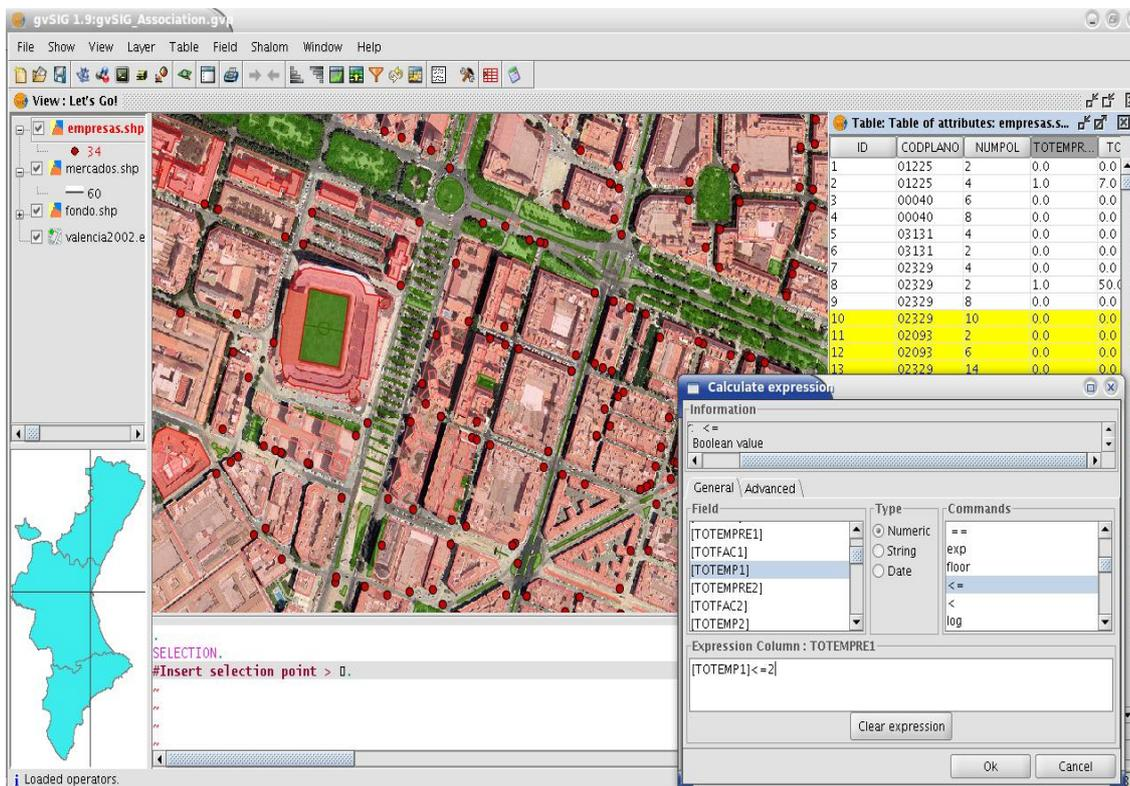 gvSIG 1.9:gvSIG_Association.gvp
File Show View Layer Table Field Shalom Window Help
View : Let's Go!
empresas.shp
34
mercados.shp
60
fondo.shp
valencia2002.e
Table: Table of attributes: empresas.s...
ID CODPLANO NUMPOL TOTEMPR... TC
1 01225 2 0.0 0.0
2 01225 4 1.0 7.0
3 00040 6 0.0 0.0
4 00040 8 0.0 0.0
5 03131 4 0.0 0.0
6 03131 2 0.0 0.0
7 02329 4 0.0 0.0
8 02329 2 1.0 50.0
9 02329 8 0.0 0.0
10 02329 10 0.0 0.0
11 02093 2 0.0 0.0
12 02093 6 0.0 0.0
13 02329 14 0.0 0.0
Calculate expression
Information
<=
Boolean value
General Advanced
Field
[TOTEMPRE1]
[TOTFAC1]
[TOTEMP1]
[TOTEMPRE2]
[TOTFAC2]
[TOTEMP2]
Type
Numeric
String
Date
Commands
==
exp
floor
<=
<
log
Expression Column : TOTEMPRE1
[TOTEMP1]<=2
Clear expression
Ok Cancel
.
SELECTION.
#Insert selection point > ▯.
~
~
~
~
Loaded operators.